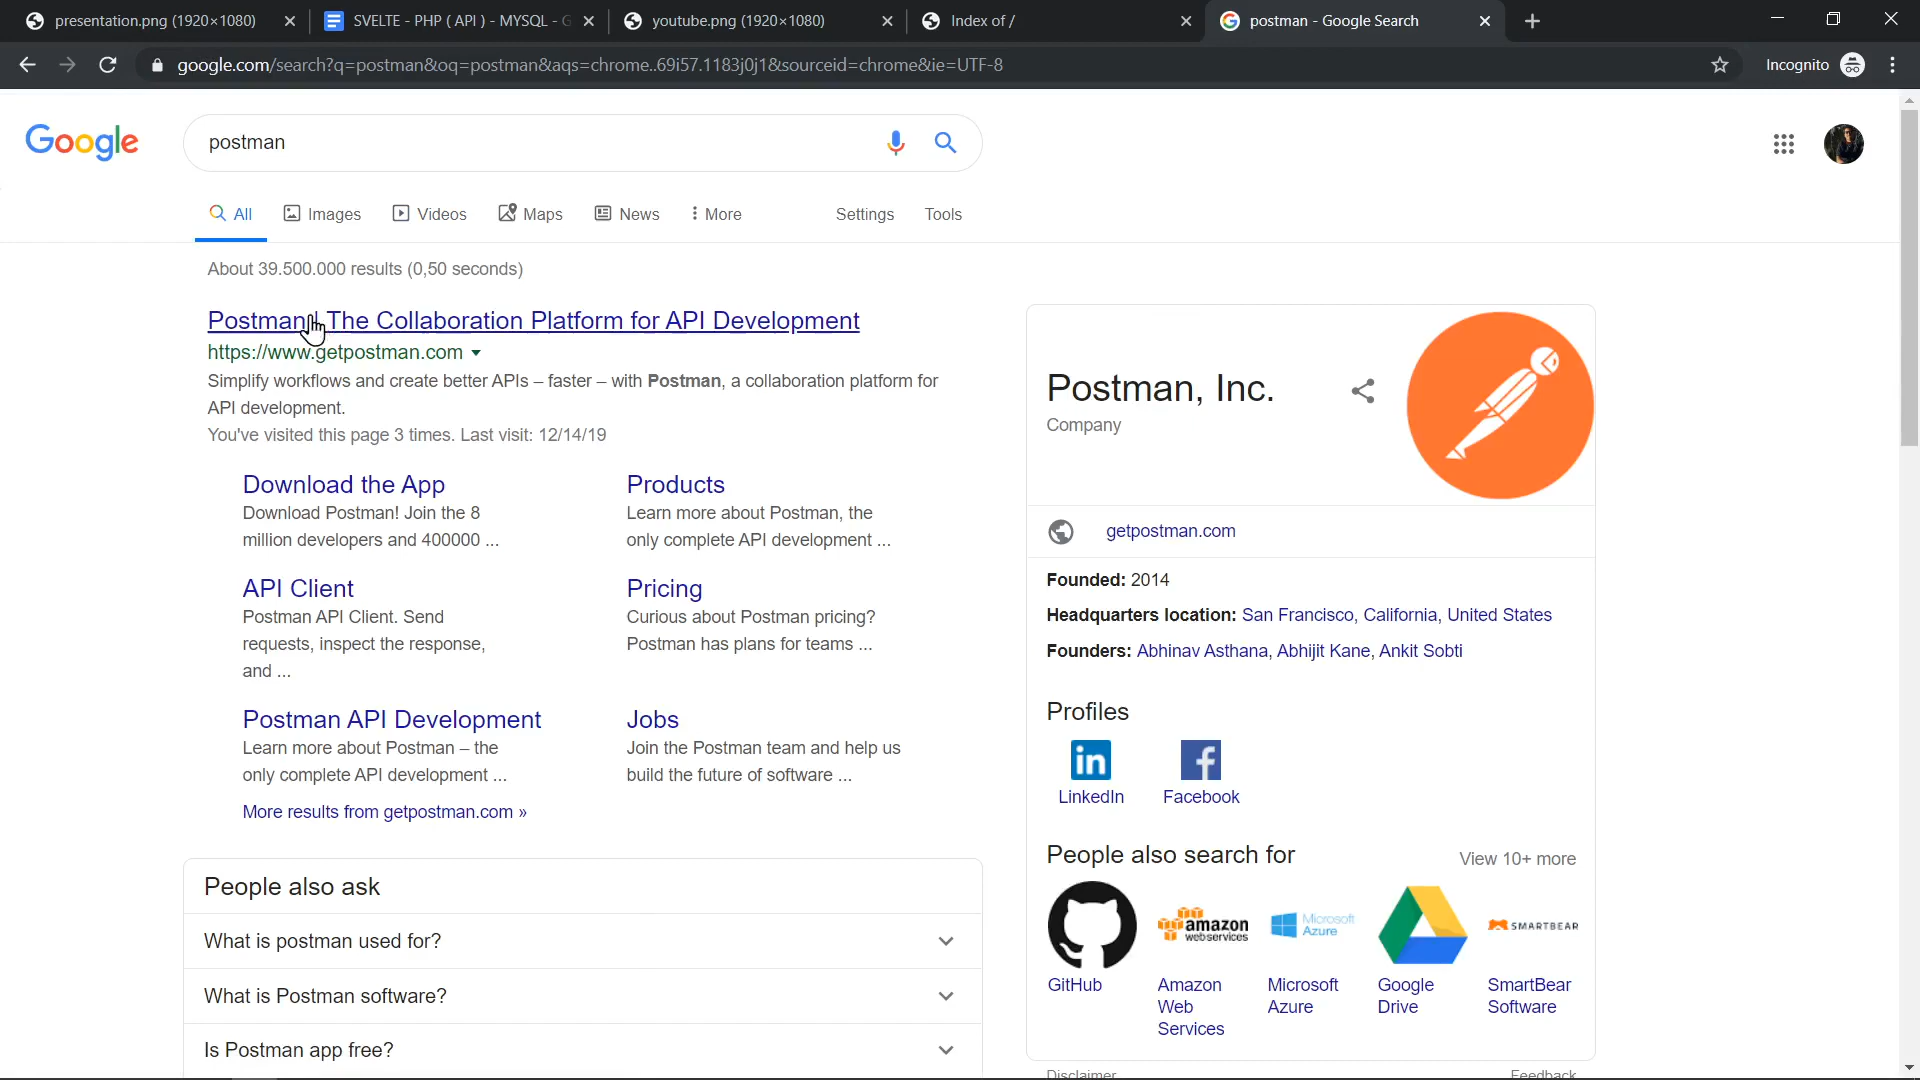 presentation.png (1920×1080)
SVELTE - PHP ( API ) - MYSQL - G
youtube.png (1920×1080)
Index of /
postman - Google Search
google.com/search?q=postman&oq=postman&aqs=chrome..69i57.1183j0j1&sourceid=chrome&ie=UTF-8
Incognito
Google
postman
All
Images
Videos
Maps
News
More
Settings
Tools
About 39.500.000 results (0,50 seconds)
Postman | The Collaboration Platform for API Development
https://www.getpostman.com
Simplify workflows and create better APIs – faster – with Postman, a collaboration platform for
API development.
You've visited this page 3 times. Last visit: 12/14/19
Download the App
Download Postman! Join the 8
million developers and 400000 ...
Products
Learn more about Postman, the
only complete API development ...
API Client
Postman API Client. Send
requests, inspect the response,
and ...
Pricing
Curious about Postman pricing?
Postman has plans for teams ...
Postman API Development
Learn more about Postman – the
only complete API development ...
Jobs
Join the Postman team and help us
build the future of software ...
More results from getpostman.com »
People also ask
What is postman used for?
What is Postman software?
Is Postman app free?
Postman, Inc.
Company
getpostman.com
Founded: 2014
Headquarters location: San Francisco, California, United States
Founders: Abhinav Asthana, Abhijit Kane, Ankit Sobti
Profiles
in
LinkedIn
f
Facebook
People also search for
View 10+ more
amazon
webservices
Microsoft
Azure
SMARTBEAR
GitHub
Amazon
Web
Services
Microsoft
Azure
Google
Drive
SmartBear
Software
Disclaimer
Feedback